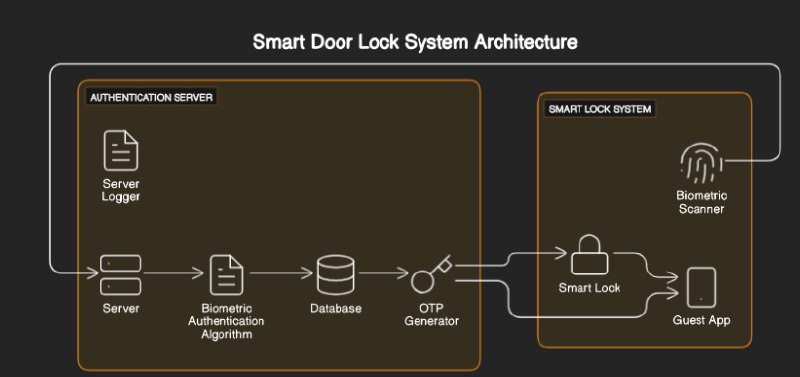 Smart Door Lock System Architecture
AUTHENTICATION SERVER
SMART LOCK SYSTEM
Server
Logger
Biometric
Scanner
Server
Biometric
Authentication
Algorithm
Database
OTP
Generator
Smart Lock
Guest App